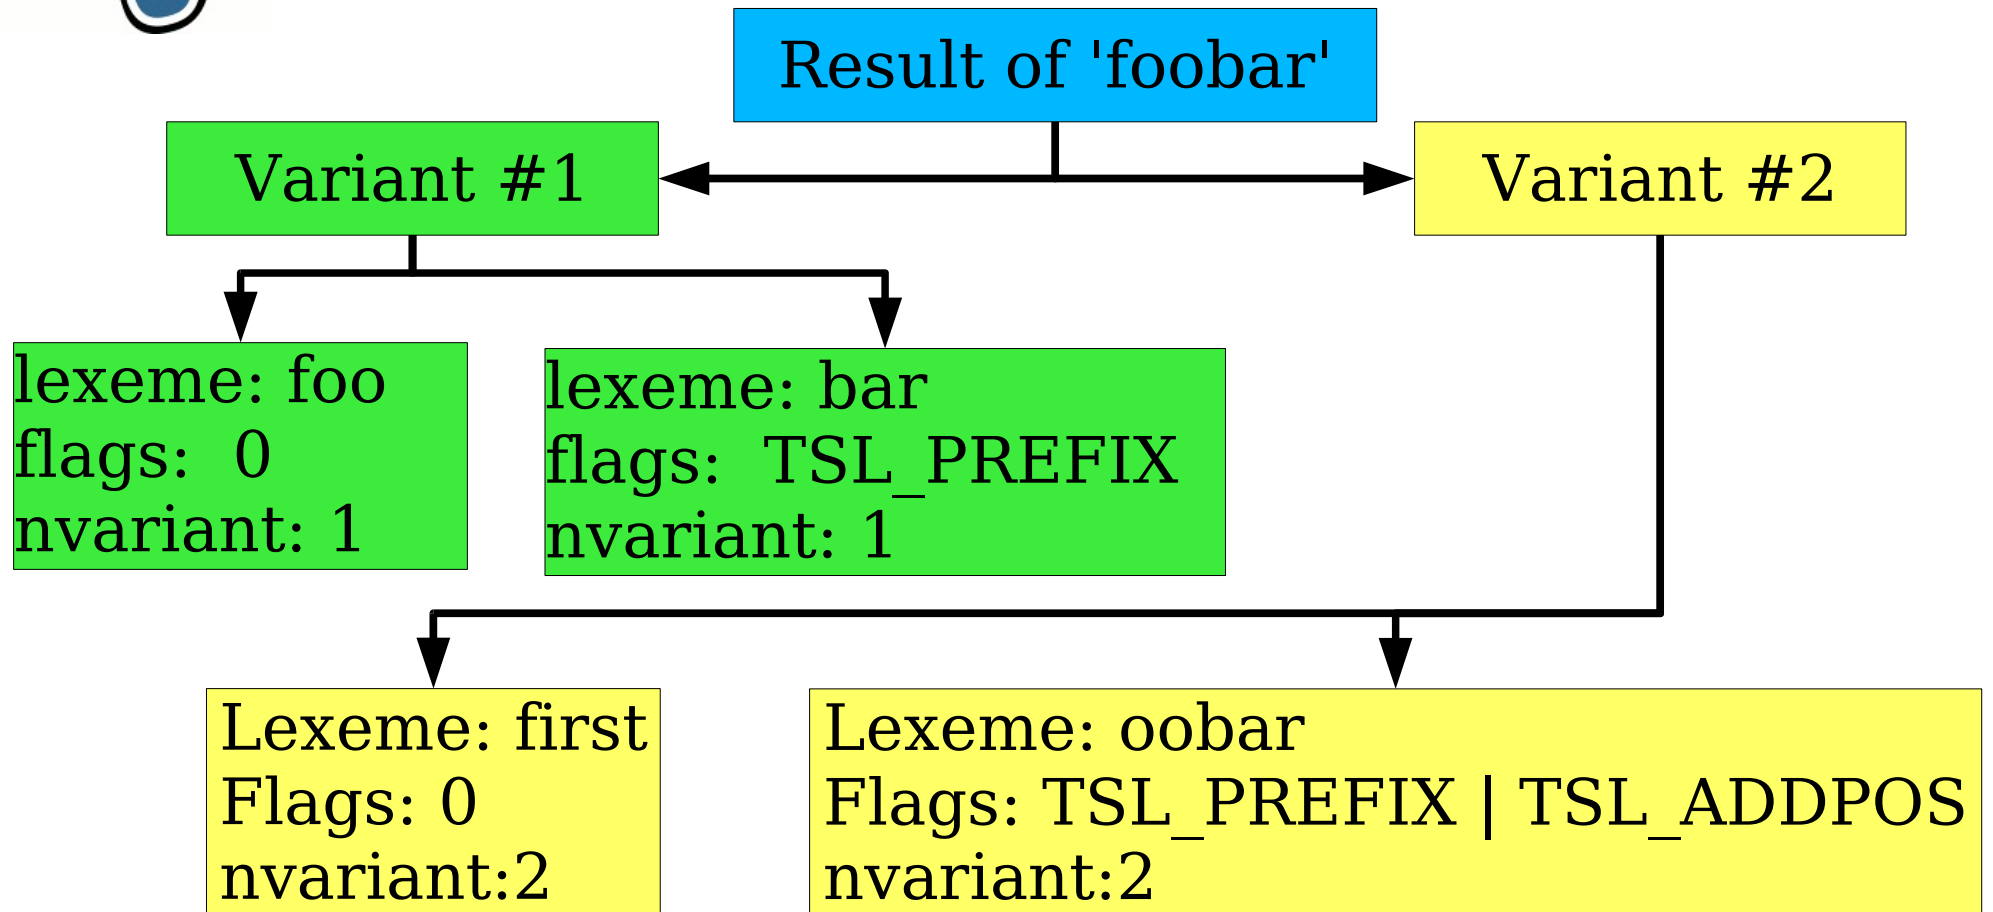 Result of 'foobar'
Variant #1
Variant #2
lexeme: foo
flags:  0
nvariant: 1
lexeme: bar
flags:  TSL_PREFIX
nvariant: 1
Lexeme: first
Flags: 0
nvariant:2
Lexeme: oobar
Flags: TSL_PREFIX | TSL_ADDPOS
nvariant:2